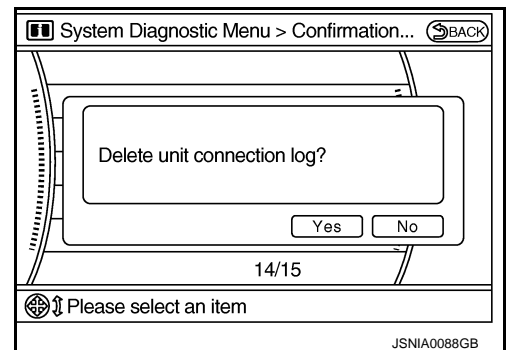 System Diagnostic Menu > Confirmation... BACK
Delete unit connection log?
Yes No
14/15
Please select an item
JSNIA0088GB